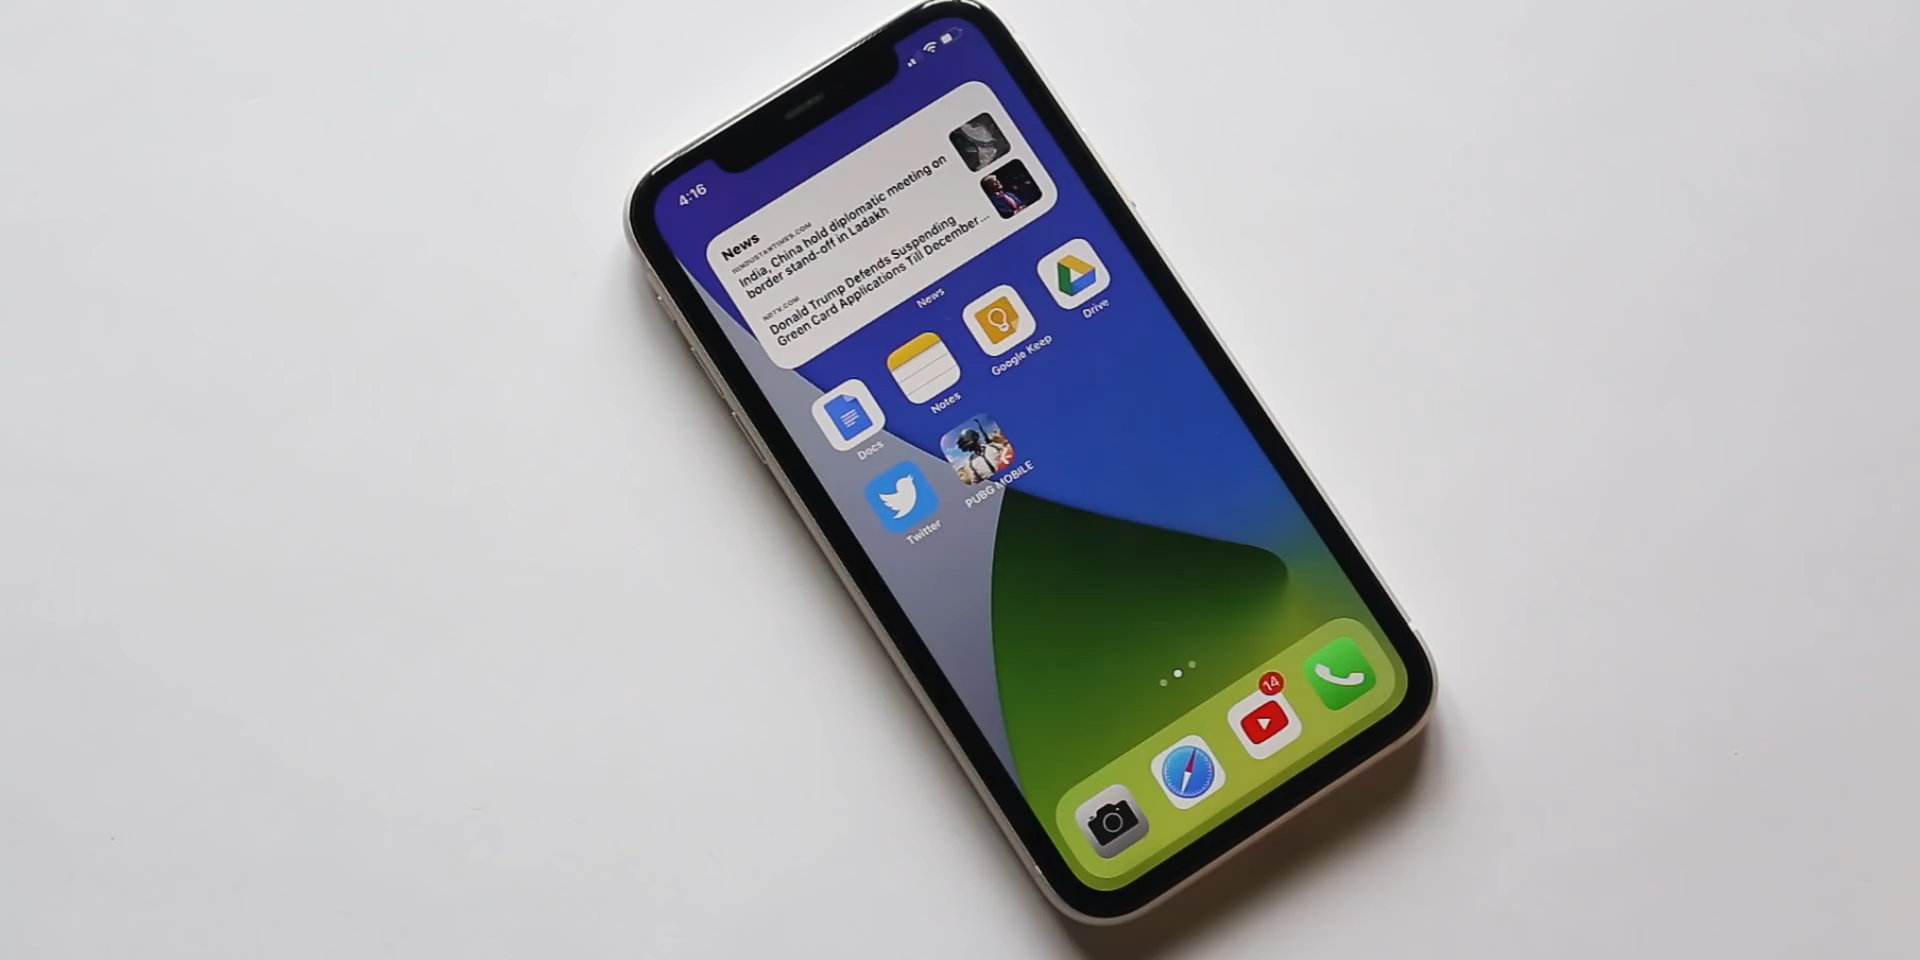 4:16
News
HINDUSTANTIMES.COM
India, China hold diplomatic meeting on
border stand-off in Ladakh
NDTV.COM
Donald Trump Defends Suspending
Green Card Applications Till December...
News
Docs
Notes
Google Keep
Drive
Twitter
PUBG MOBILE
14